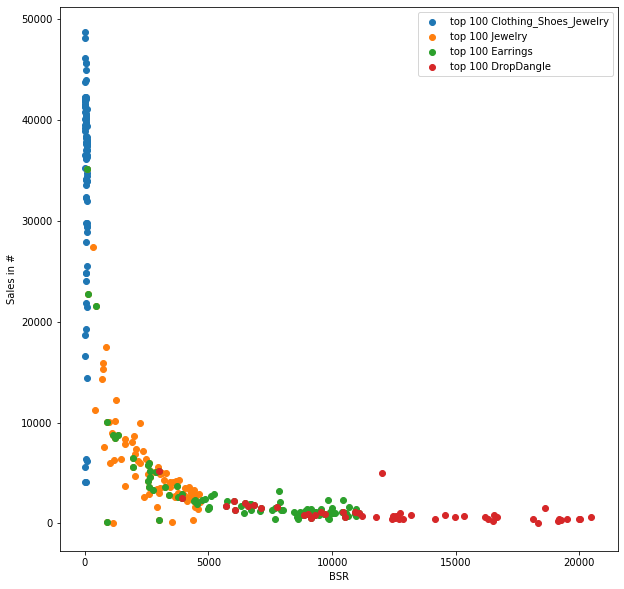 50000
40000
30000
20000
10000
0
Sales in #
0
5000
10000
15000
20000
BSR
top 100 Clothing_Shoes_Jewelry
top 100 Jewelry
top 100 Earrings
top 100 DropDangle